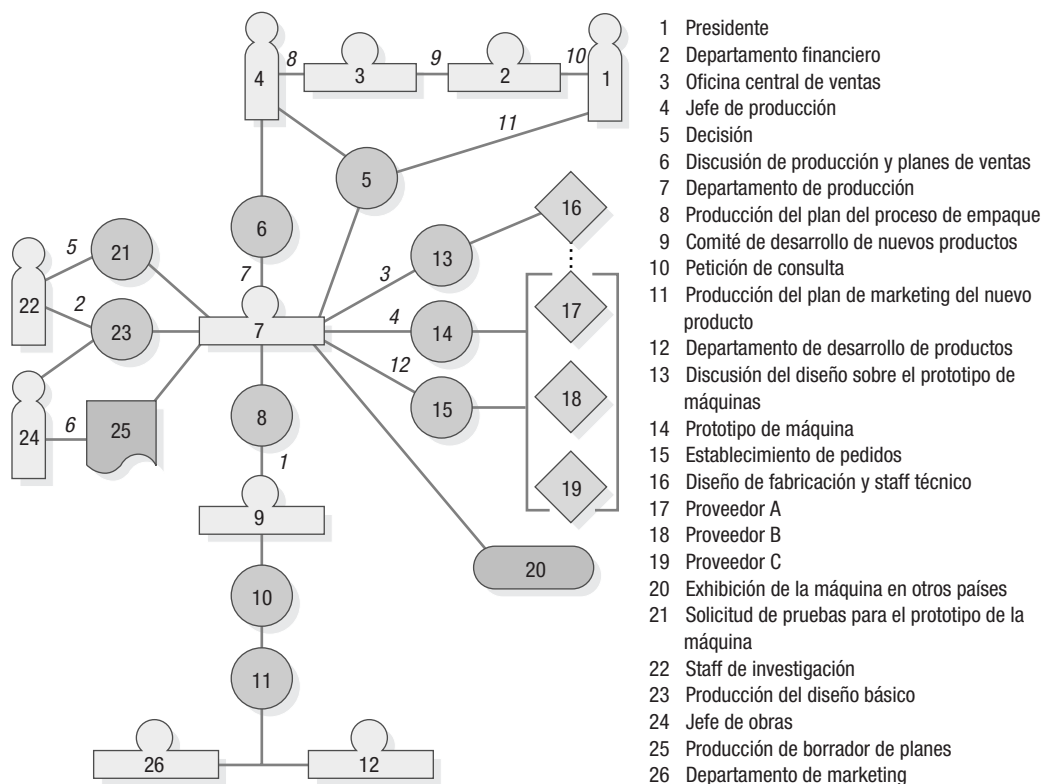 8
9
10
4
3
2
1
11
5
16
6
13
5
21
3
7
17
22
2
23
7
4
14
12
18
24
6
25
8
15
1
19
9
20
10
11
26
12
1 Presidente
2 Departamento financiero
3 Oficina central de ventas
4 Jefe de producción
5 Decisión
6 Discusión de producción y planes de ventas
7 Departamento de producción
8 Producción del plan del proceso de empaque
9 Comité de desarrollo de nuevos productos
10 Petición de consulta
11 Producción del plan de marketing del nuevo
producto
12 Departamento de desarrollo de productos
13 Discusión del diseño sobre el prototipo de
máquinas
14 Prototipo de máquina
15 Establecimiento de pedidos
16 Diseño de fabricación y staff técnico
17 Proveedor A
18 Proveedor B
19 Proveedor C
20 Exhibición de la máquina en otros países
21 Solicitud de pruebas para el prototipo de la
máquina
22 Staff de investigación
23 Producción del diseño básico
24 Jefe de obras
25 Producción de borrador de planes
26 Departamento de marketing